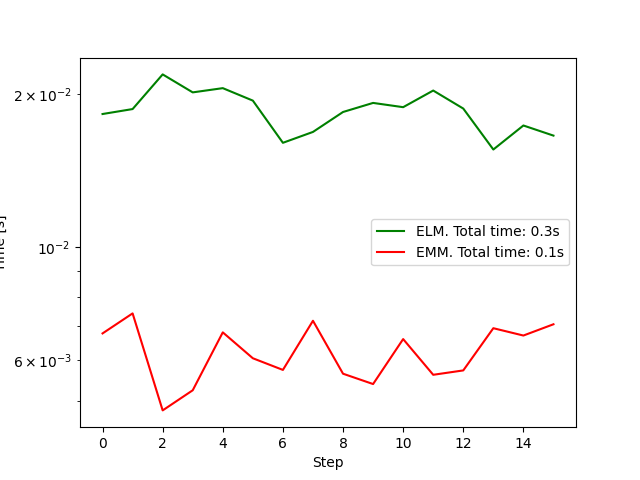 2 × 10⁻²
10⁻²
6 × 10⁻³
Time [s]
ELM. Total time: 0.3s
EMM. Total time: 0.1s
0 2 4 6 8 10 12 14
Step